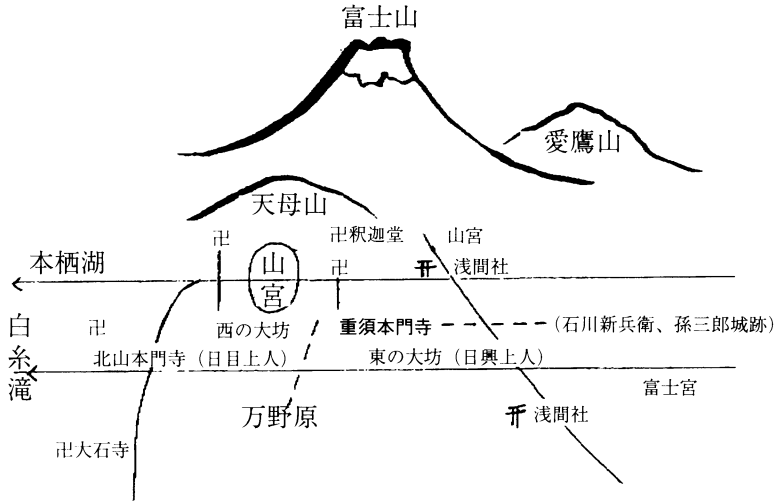 富士山
愛鷹山
天母山
卍
卍釈迦堂
山宮
本栖湖
山宮
卍
浅間社
白糸滝
卍
西の大坊
重須本門寺
(石川新兵衛、孫三郎城跡)
北山本門寺(日目上人)
東の大坊(日興上人)
富士宮
万野原
浅間社
卍大石寺